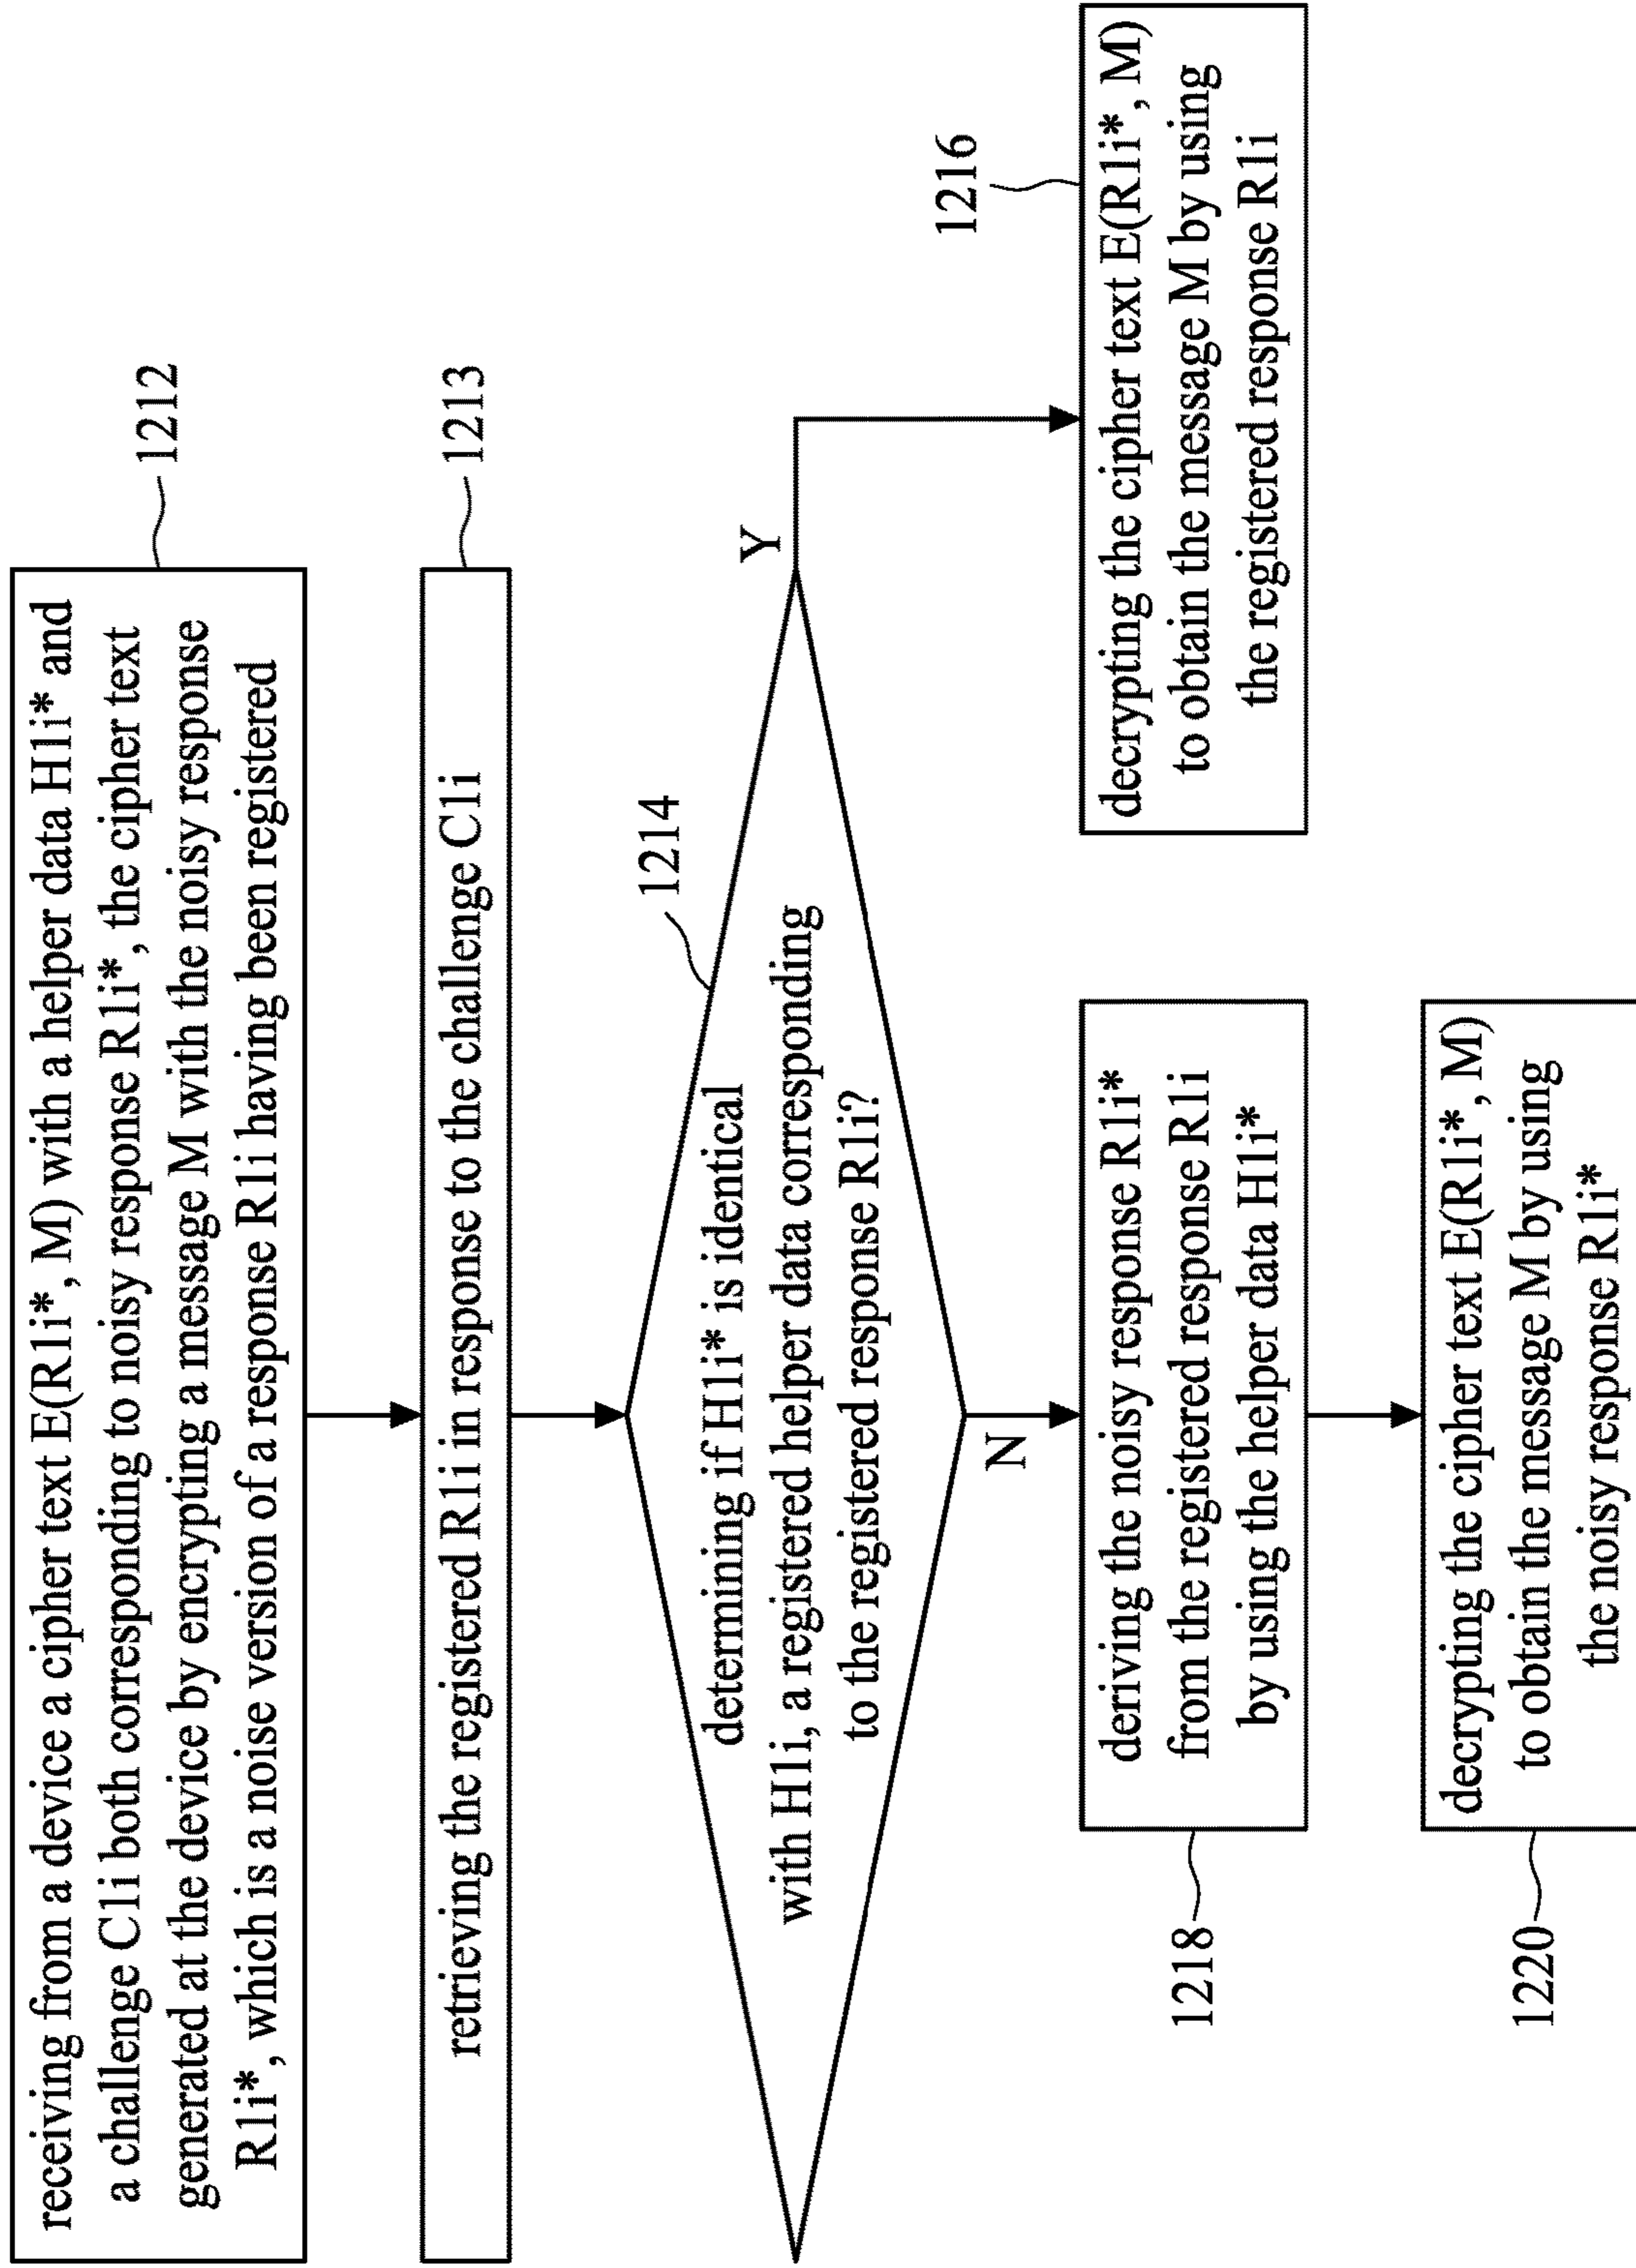 receiving from a device a cipher text E(R1i*, M) with a helper data H1i* and
a challenge C1i both corresponding to noisy response R1i*, the cipher text
generated at the device by encrypting a message M with the noisy response
R1i*, which is a noise version of a response R1i having been registered
1212
retrieving the registered R1i in response to the challenge C1i
1213
determining if H1i* is identical
with H1i, a registered helper data corresponding
to the registered response R1i?
1214
Y
N
decrypting the cipher text E(R1i*, M)
to obtain the message M by using
the registered response R1i
1216
deriving the noisy response R1i*
from the registered response R1i
by using the helper data H1i*
1218
decrypting the cipher text E(R1i*, M)
to obtain the message M by using
the noisy response R1i*
1220